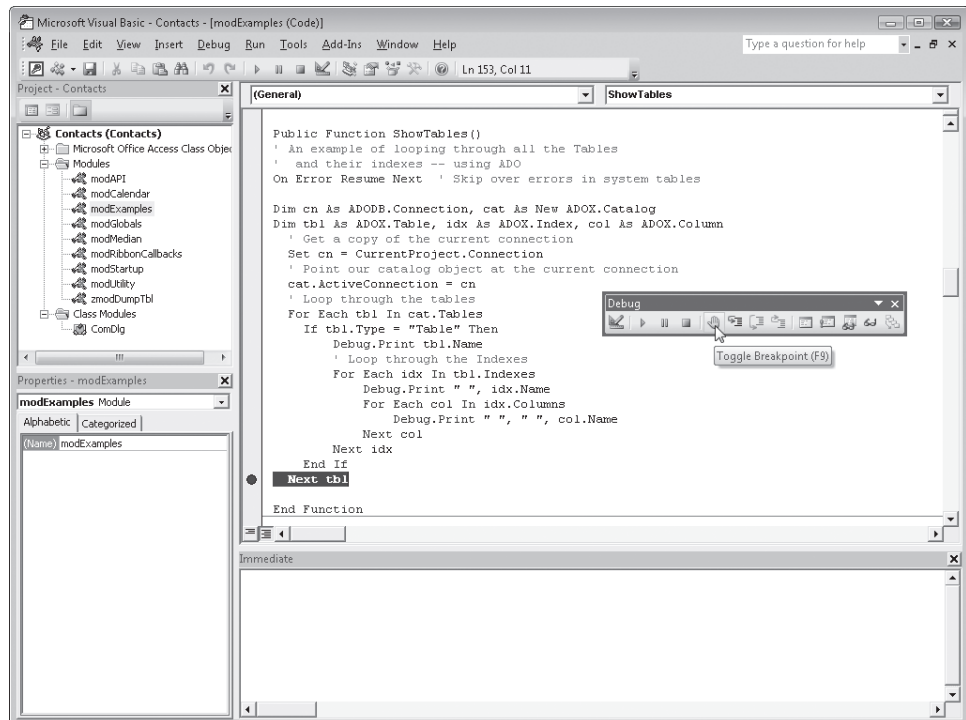 Microsoft Visual Basic - Contacts - [modExamples (Code)]
File Edit View Insert Debug Run Tools Add-Ins Window Help
Type a question for help
Ln 153, Col 11
Project - Contacts
Contacts (Contacts)
Microsoft Office Access Class Objec
Modules
modAPI
modCalendar
modExamples
modGlobals
modMedian
modRibbonCallbacks
modStartup
modUtility
zmodDumpTbl
Class Modules
ComDlg
Properties - modExamples
modExamples Module
Alphabetic Categorized
(Name) modExamples
(General) ShowTables
Public Function ShowTables()
' An example of looping through all the Tables
'   and their indexes -- using ADO
On Error Resume Next  ' Skip over errors in system tables
Dim cn As ADODB.Connection, cat As New ADOX.Catalog
Dim tbl As ADOX.Table, idx As ADOX.Index, col As ADOX.Column
' Get a copy of the current connection
Set cn = CurrentProject.Connection
' Point our catalog object at the current connection
cat.ActiveConnection = cn
' Loop through the tables
For Each tbl In cat.Tables
If tbl.Type = "Table" Then
Debug.Print tbl.Name
' Loop through the Indexes
For Each idx In tbl.Indexes
Debug.Print " ", idx.Name
For Each col In idx.Columns
Debug.Print " ", " ", col.Name
Next col
Next idx
End If
Next tbl
End Function
Debug
Toggle Breakpoint (F9)
Immediate